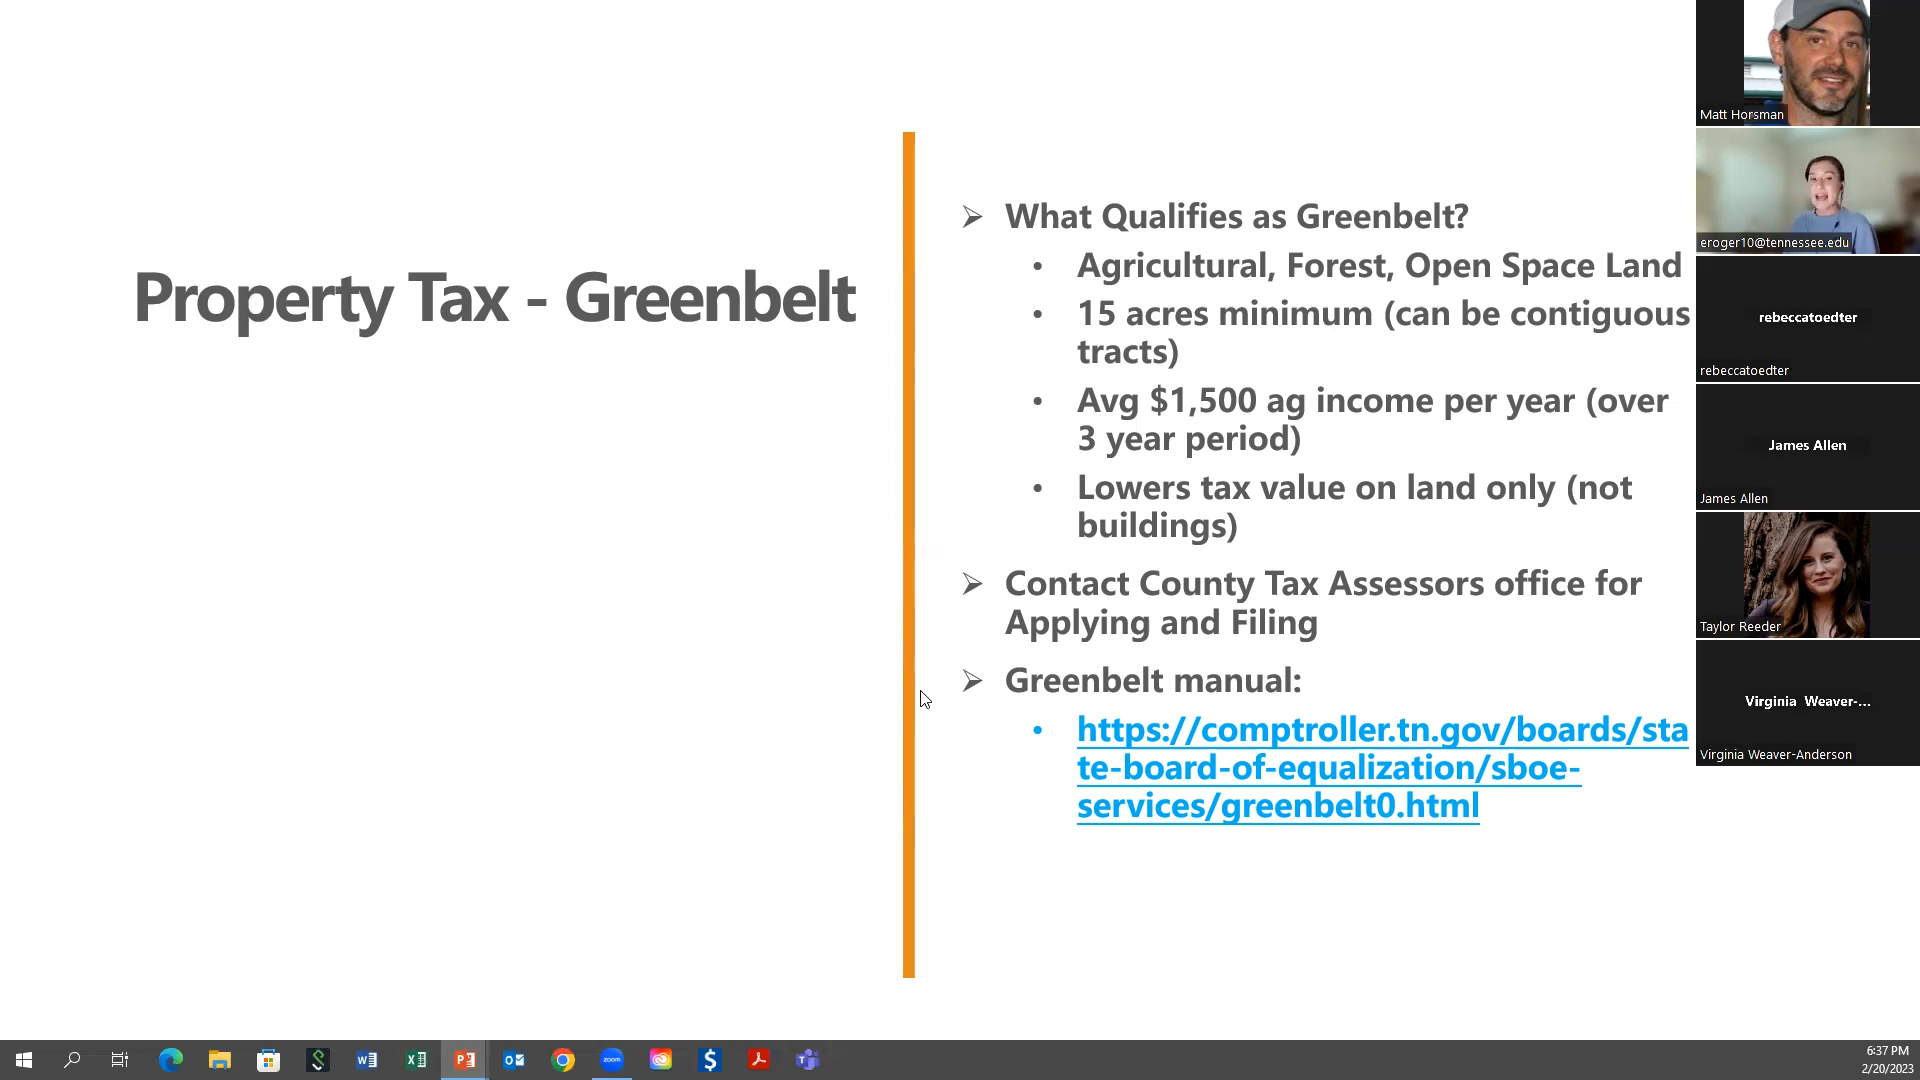 Property Tax - Greenbelt
What Qualifies as Greenbelt?
Agricultural, Forest, Open Space Land
15 acres minimum (can be contiguous
tracts)
Avg $1,500 ag income per year (over
3 year period)
Lowers tax value on land only (not
buildings)
Contact County Tax Assessors office for
Applying and Filing
Greenbelt manual:
https://comptroller.tn.gov/boards/sta
te-board-of-equalization/sboe-
services/greenbelt0.html
Matt Horsman
eroger10@tennessee.edu
rebeccatoedter
rebeccatoedter
James Allen
James Allen
Taylor Reeder
Virginia Weaver-...
Virginia Weaver-Anderson
zoom
6:37 PM
2/20/2023